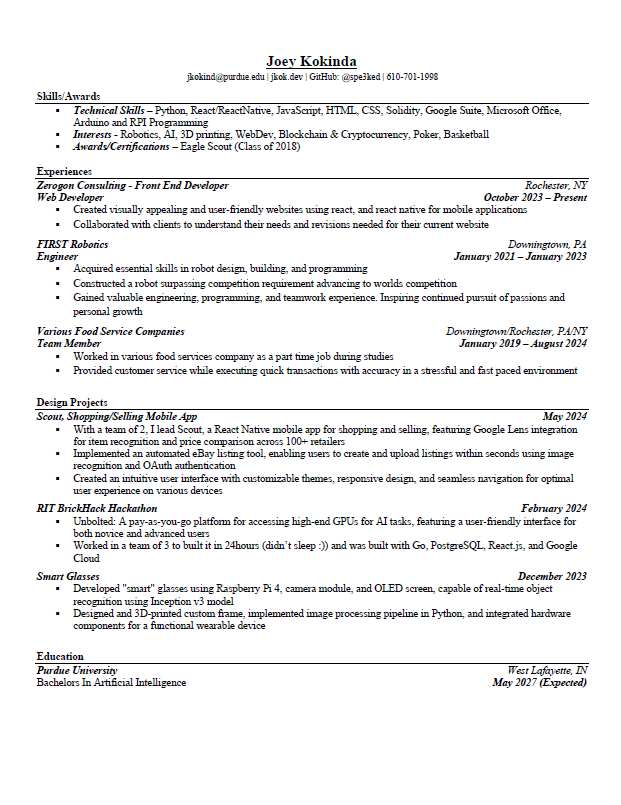 Joey Kokinda
jkokind@purdue.edu | jkok.dev | GitHub: @spe3ked | 610-701-1998
Skills/Awards
▪ Technical Skills – Python, React/ReactNative, JavaScript, HTML, CSS, Solidity, Google Suite, Microsoft Office,
Arduino and RPI Programming
▪ Interests - Robotics, AI, 3D printing, WebDev, Blockchain & Cryptocurrency, Poker, Basketball
▪ Awards/Certifications – Eagle Scout (Class of 2018)
Experiences
Zerogon Consulting - Front End Developer Rochester, NY
Web Developer October 2023 – Present
▪ Created visually appealing and user-friendly websites using react, and react native for mobile applications
▪ Collaborated with clients to understand their needs and revisions needed for their current website
FIRST Robotics Downingtown, PA
Engineer January 2021 – January 2023
▪ Acquired essential skills in robot design, building, and programming
▪ Constructed a robot surpassing competition requirement advancing to worlds competition
▪ Gained valuable engineering, programming, and teamwork experience. Inspiring continued pursuit of passions and
personal growth
Various Food Service Companies Downingtown/Rochester, PA/NY
Team Member January 2019 – August 2024
▪ Worked in various food services company as a part time job during studies
▪ Provided customer service while executing quick transactions with accuracy in a stressful and fast paced environment
Design Projects
Scout, Shopping/Selling Mobile App May 2024
▪ With a team of 2, I lead Scout, a React Native mobile app for shopping and selling, featuring Google Lens integration
for item recognition and price comparison across 100+ retailers
▪ Implemented an automated eBay listing tool, enabling users to create and upload listings within seconds using image
recognition and OAuth authentication
▪ Created an intuitive user interface with customizable themes, responsive design, and seamless navigation for optimal
user experience on various devices
RIT BrickHack Hackathon February 2024
▪ Unbolted: A pay-as-you-go platform for accessing high-end GPUs for AI tasks, featuring a user-friendly interface for
both novice and advanced users
▪ Worked in a team of 3 to built it in 24hours (didn’t sleep :)) and was built with Go, PostgreSQL, React.js, and Google
Cloud
Smart Glasses December 2023
▪ Developed "smart" glasses using Raspberry Pi 4, camera module, and OLED screen, capable of real-time object
recognition using Inception v3 model
▪ Designed and 3D-printed custom frame, implemented image processing pipeline in Python, and integrated hardware
components for a functional wearable device
Education
Purdue University West Lafayette, IN
Bachelors In Artificial Intelligence May 2027 (Expected)